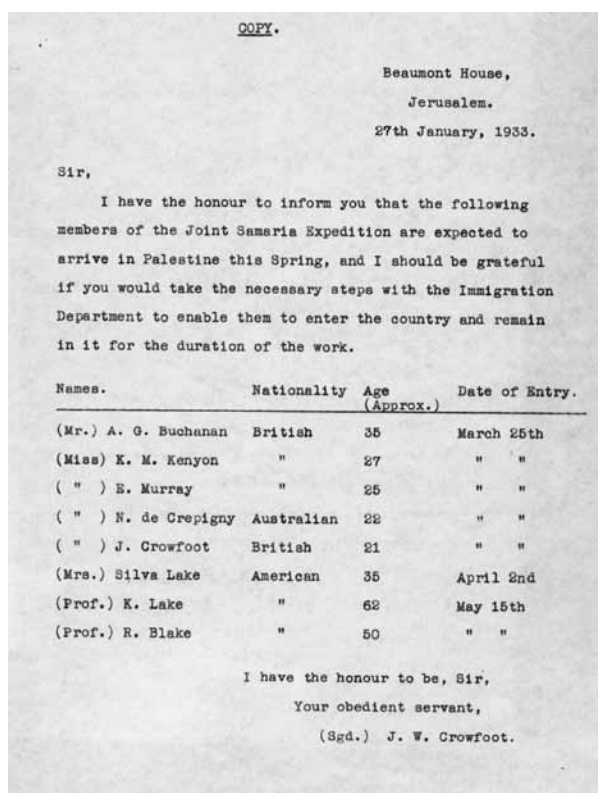 COPY.
Beaumont House,
Jerusalem.
27th January, 1933.
Sir,
I have the honour to inform you that the following
members of the Joint Samaria Expedition are expected to
arrive in Palestine this Spring, and I should be grateful
if you would take the necessary steps with the Immigration
Department to enable them to enter the country and remain
in it for the duration of the work.
Names. Nationality Age Date of Entry.
(Approx.)
(Mr.) A. G. Buchanan British 35 March 25th
(Miss) K. M. Kenyon " 27 " "
( " ) E. Murray " 25 " "
( " ) N. de Crepigny Australian 22 " "
( " ) J. Crowfoot British 21 " "
(Mrs.) Silva Lake American 35 April 2nd
(Prof.) K. Lake " 62 May 15th
(Prof.) R. Blake " 50 " "
I have the honour to be, Sir,
Your obedient servant,
(Sgd.) J. W. Crowfoot.